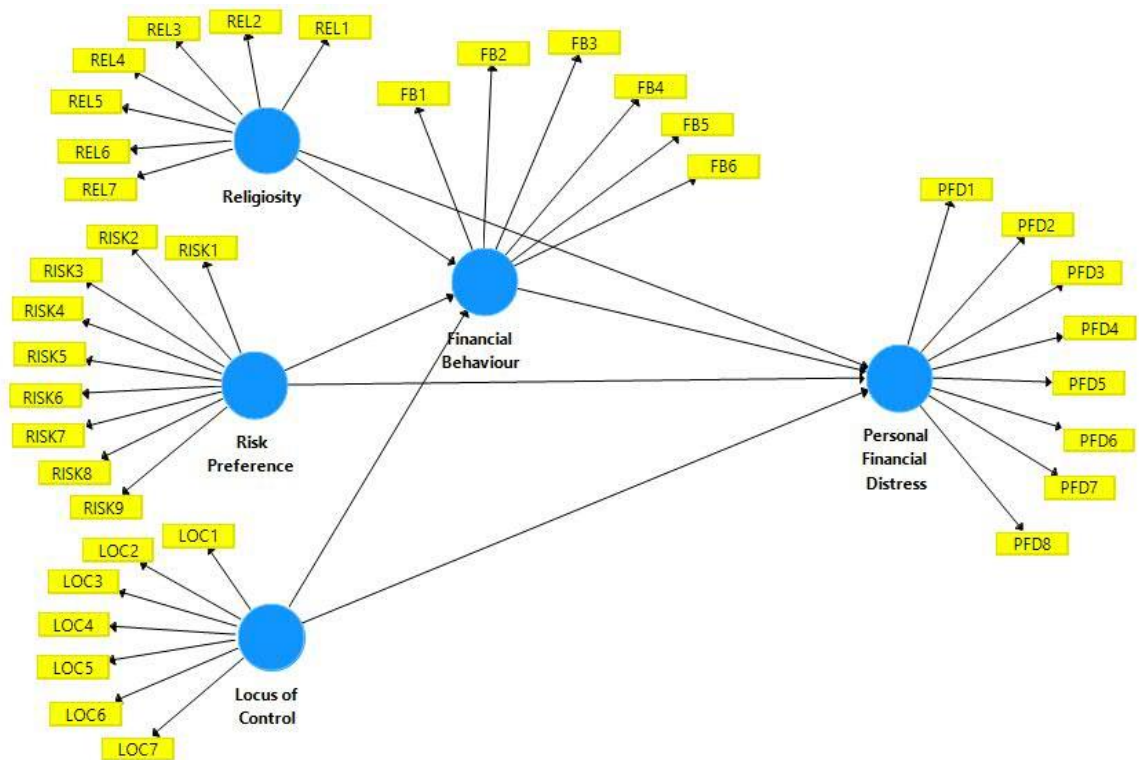 REL3
REL2
REL1
REL4
REL5
REL6
REL7
Religiosity
FB1
FB2
FB3
FB4
FB5
FB6
Financial
Behaviour
RISK2
RISK1
RISK3
RISK4
RISK5
RISK6
RISK7
RISK8
RISK9
Risk
Preference
PFD1
PFD2
PFD3
PFD4
PFD5
PFD6
PFD7
PFD8
Personal
Financial
Distress
LOC1
LOC2
LOC3
LOC4
LOC5
LOC6
LOC7
Locus of
Control